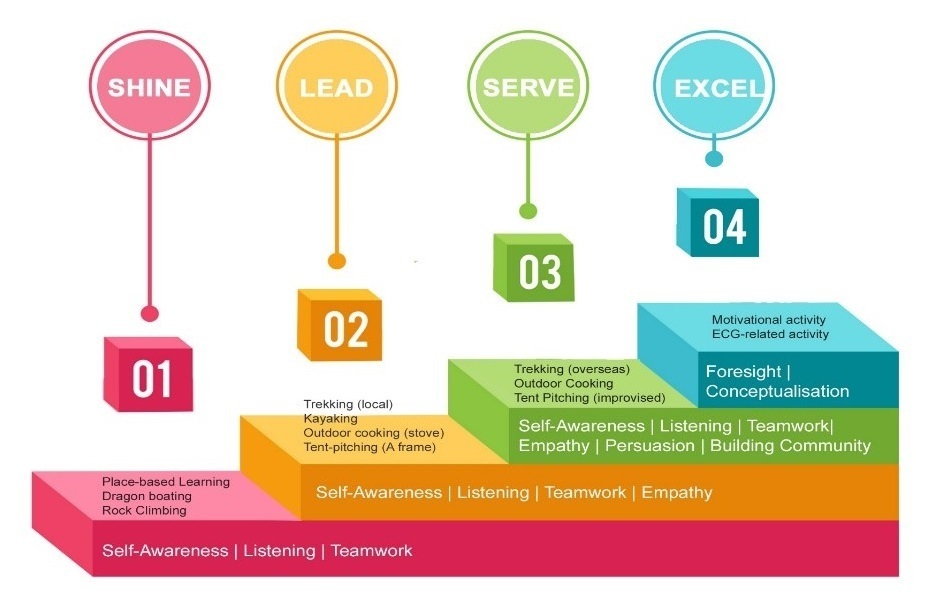 SHINE
LEAD
SERVE
EXCEL
01
02
03
04
Place-based Learning
Dragon boating
Rock Climbing
Self-Awareness | Listening | Teamwork
Trekking (local)
Kayaking
Outdoor cooking (stove)
Tent-pitching (A frame)
Self-Awareness | Listening | Teamwork | Empathy
Trekking (overseas)
Outdoor Cooking
Tent Pitching (improvised)
Self-Awareness | Listening | Teamwork|
Empathy | Persuasion | Building Community
Motivational activity
ECG-related activity
Foresight |
Conceptualisation